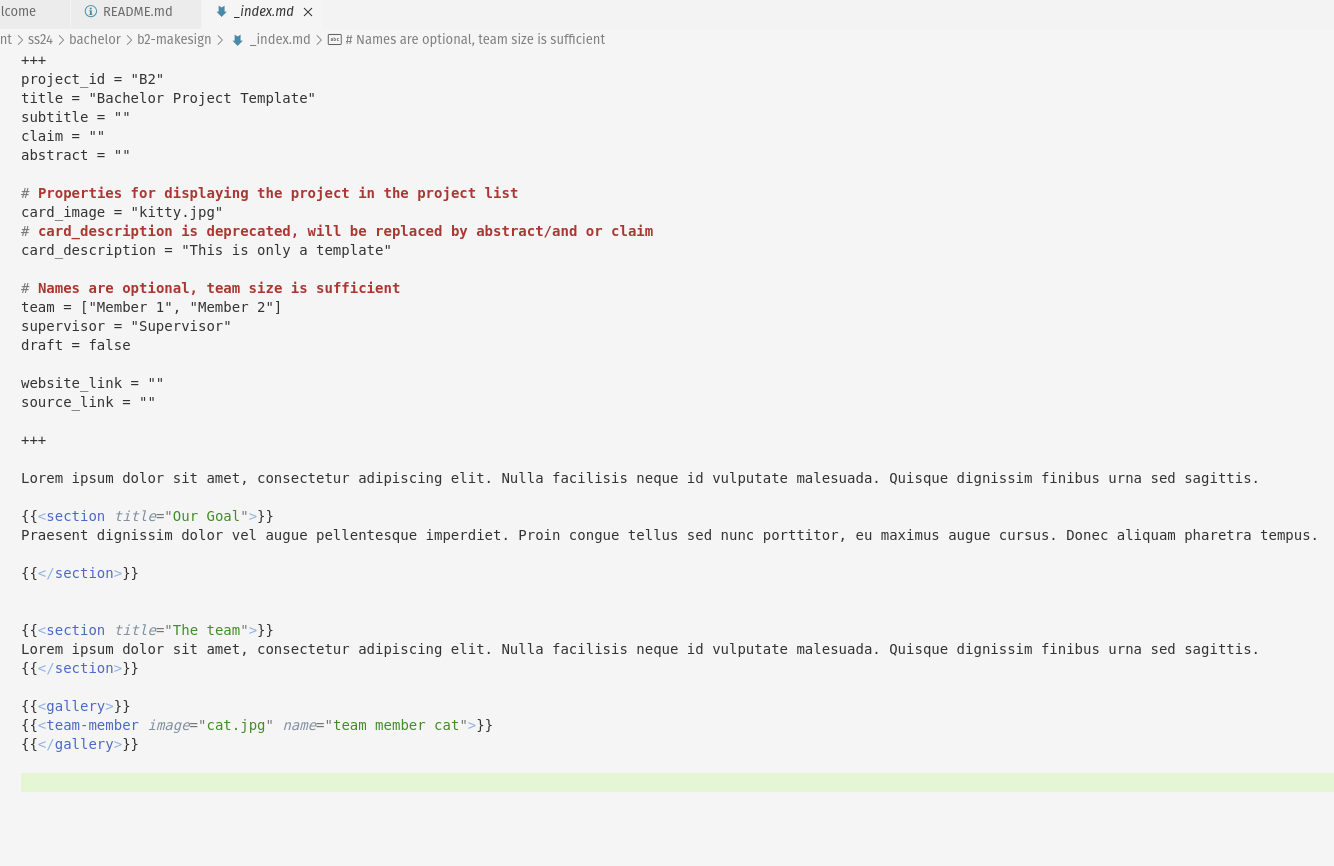 lcome README.md _index.md
nt > ss24 > bachelor > b2-makesign > _index.md > # Names are optional, team size is sufficient
+++
project_id = "B2"
title = "Bachelor Project Template"
subtitle = ""
claim = ""
abstract = ""
# Properties for displaying the project in the project list
card_image = "kitty.jpg"
# card_description is deprecated, will be replaced by abstract/and or claim
card_description = "This is only a template"
# Names are optional, team size is sufficient
team = ["Member 1", "Member 2"]
supervisor = "Supervisor"
draft = false
website_link = ""
source_link = ""
+++
Lorem ipsum dolor sit amet, consectetur adipiscing elit. Nulla facilisis neque id vulputate malesuada. Quisque dignissim finibus urna sed sagittis.
{{<section title="Our Goal">}}
Praesent dignissim dolor vel augue pellentesque imperdiet. Proin congue tellus sed nunc porttitor, eu maximus augue cursus. Donec aliquam pharetra tempus.
{{</section>}}
{{<section title="The team">}}
Lorem ipsum dolor sit amet, consectetur adipiscing elit. Nulla facilisis neque id vulputate malesuada. Quisque dignissim finibus urna sed sagittis.
{{</section>}}
{{<gallery>}}
{{<team-member image="cat.jpg" name="team member cat">}}
{{</gallery>}}